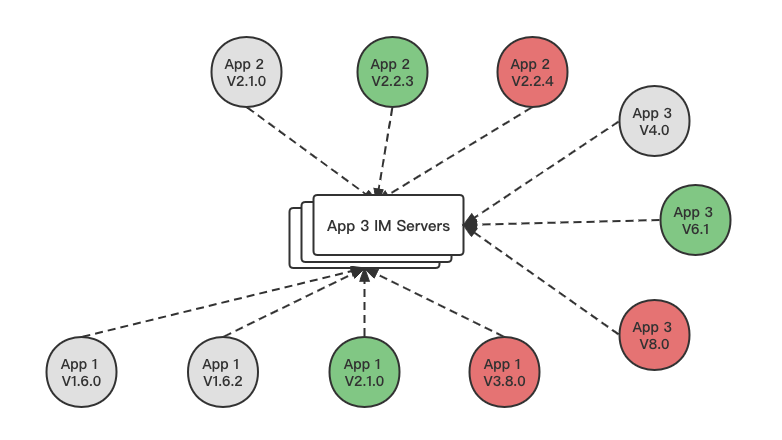 App 2
V2.1.0
App 2
V2.2.3
App 2
V2.2.4
App 3
V4.0
App 3
V6.1
App 3 IM Servers
App 3
V8.0
App 1
V1.6.0
App 1
V1.6.2
App 1
V2.1.0
App 1
V3.8.0